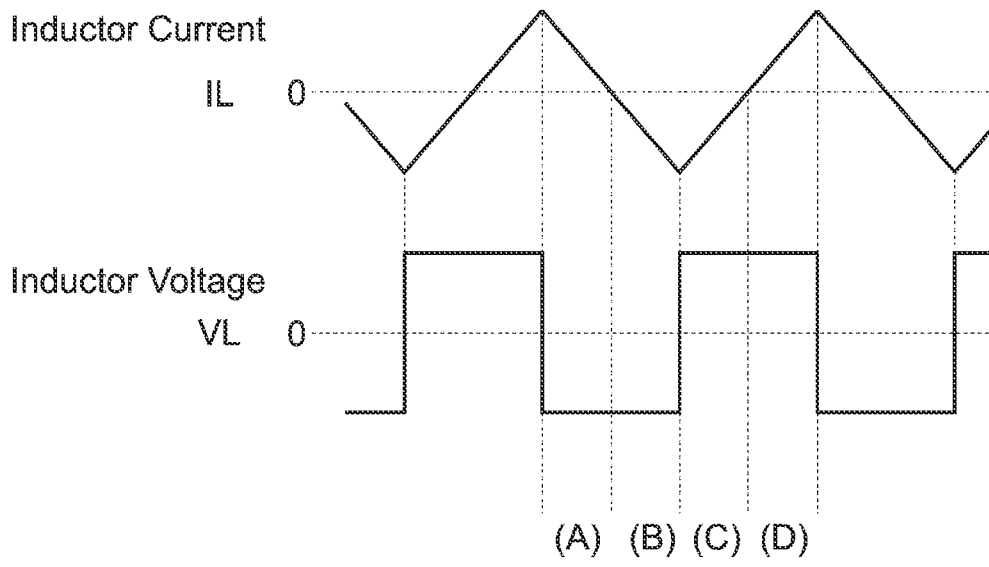 Inductor Current
IL 0
Inductor Voltage
VL 0
(A) (B) (C) (D)